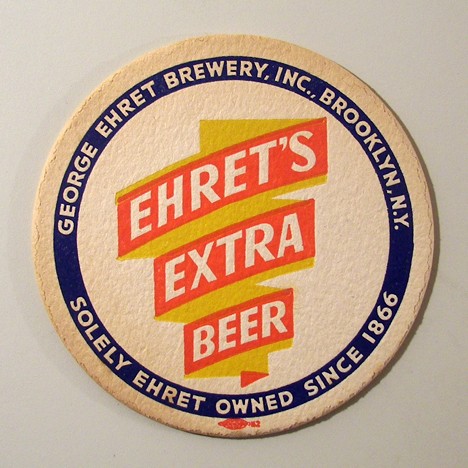 GEORGE EHRET BREWERY, INC., BROOKLYN, N.Y.
EHRET'S
EXTRA
BEER
SOLELY EHRET OWNED SINCE 1866